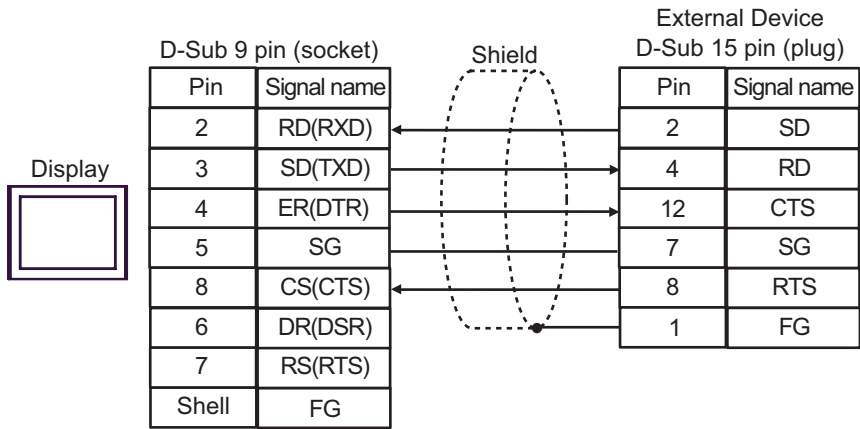 External Device
D-Sub 9 pin (socket) Shield D-Sub 15 pin (plug)
Pin Signal name Pin Signal name
2 RD(RXD) 2 SD
3 SD(TXD) 4 RD
Display
4 ER(DTR) 12 CTS
5 SG 7 SG
8 CS(CTS) 8 RTS
6 DR(DSR) 1 FG
7 RS(RTS)
Shell FG